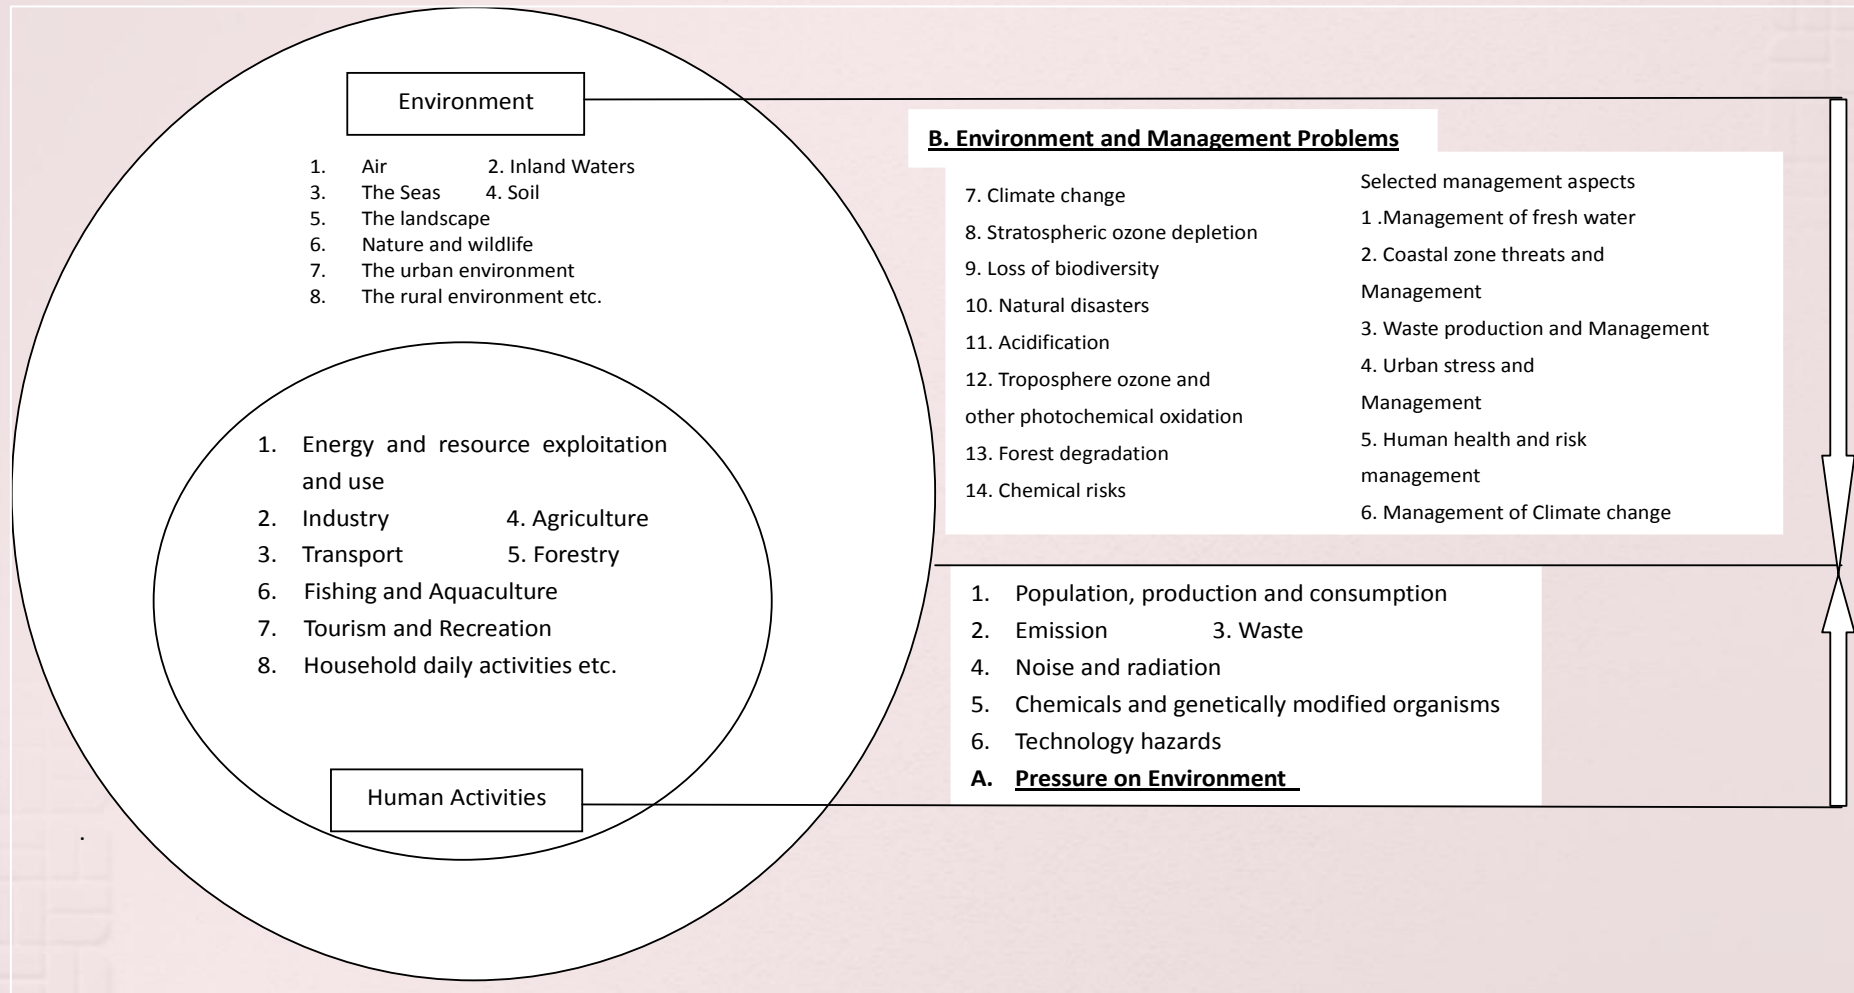 Environment
1. Air 2. Inland Waters
3. The Seas 4. Soil
5. The landscape
6. Nature and wildlife
7. The urban environment
8. The rural environment etc.
1. Energy and resource exploitation
and use
2. Industry 4. Agriculture
3. Transport 5. Forestry
6. Fishing and Aquaculture
7. Tourism and Recreation
8. Household daily activities etc.
Human Activities
.
B. Environment and Management Problems
7. Climate change
8. Stratospheric ozone depletion
9. Loss of biodiversity
10. Natural disasters
11. Acidification
12. Troposphere ozone and
other photochemical oxidation
13. Forest degradation
14. Chemical risks
Selected management aspects
1 .Management of fresh water
2. Coastal zone threats and
Management
3. Waste production and Management
4. Urban stress and
Management
5. Human health and risk
management
6. Management of Climate change
1. Population, production and consumption
2. Emission 3. Waste
4. Noise and radiation
5. Chemicals and genetically modified organisms
6. Technology hazards
A. Pressure on Environment